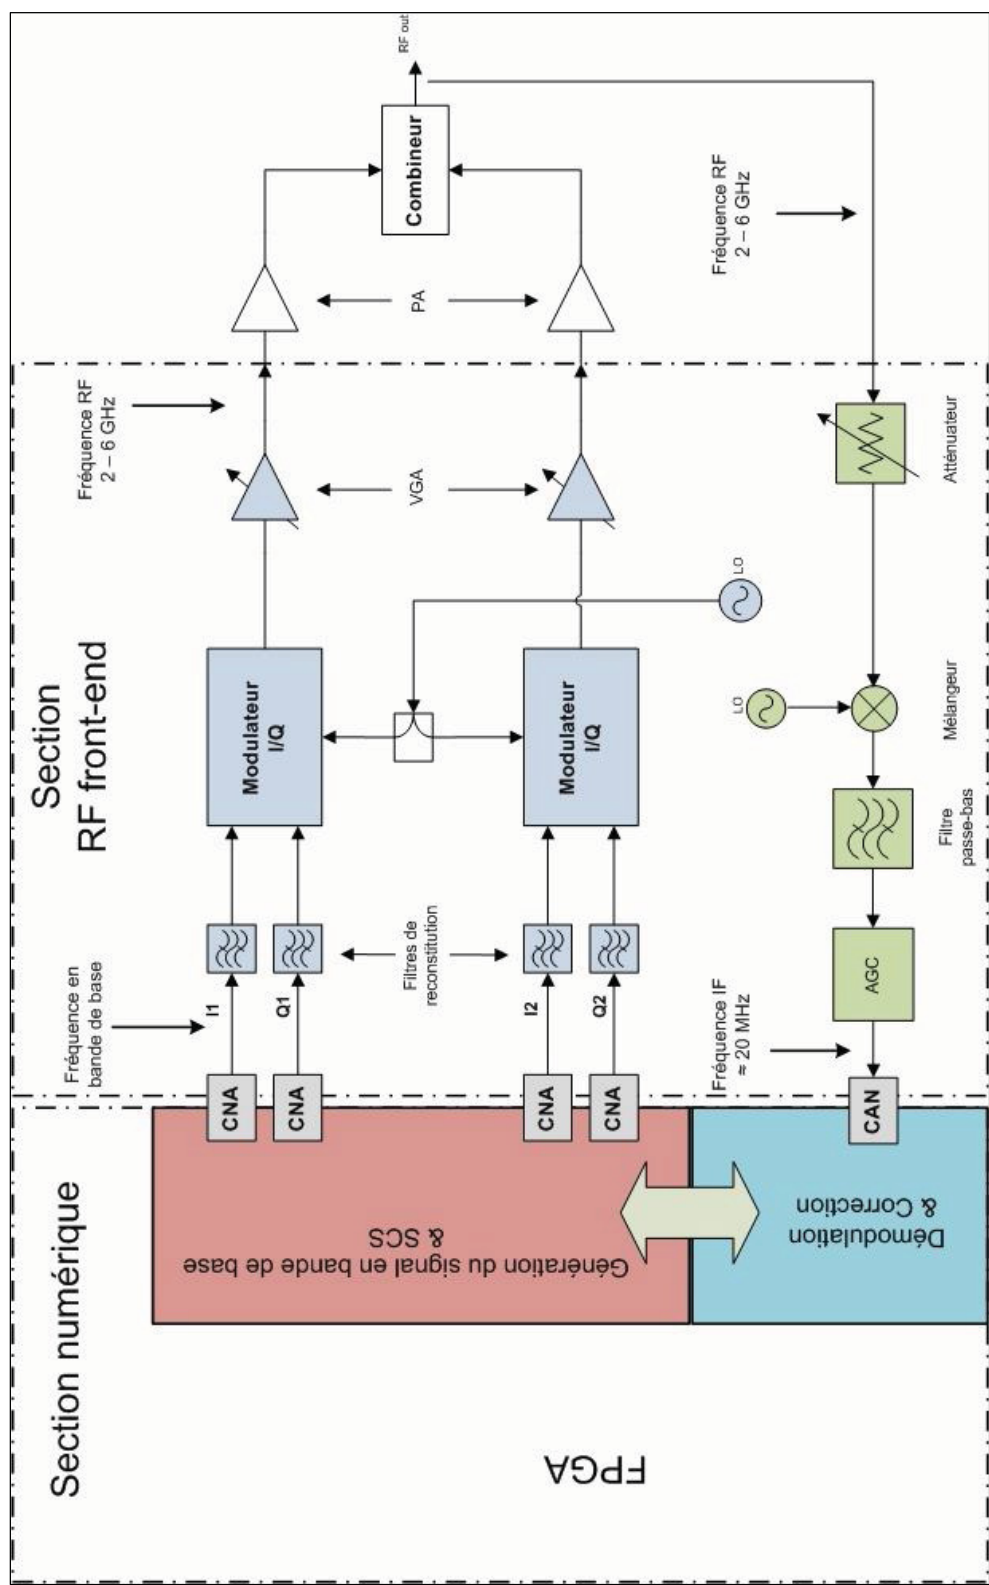 Section numérique
Section
RF front-end
FPGA
Génération du signal en bande de base
& SCS
Démodulation
& Correction
Fréquence en
bande de base
CNA
I1
CNA
Q1
Filtres de
reconstitution
CNA
I2
CNA
Q2
Modulateur
I/Q
Modulateur
I/Q
LO
VGA
Fréquence RF
2 – 6 GHz
PA
Combineur
RF out
Fréquence RF
2 – 6 GHz
Atténuateur
LO
Mélangeur
Filtre
passe-bas
AGC
Fréquence IF
≈ 20 MHz
CAN